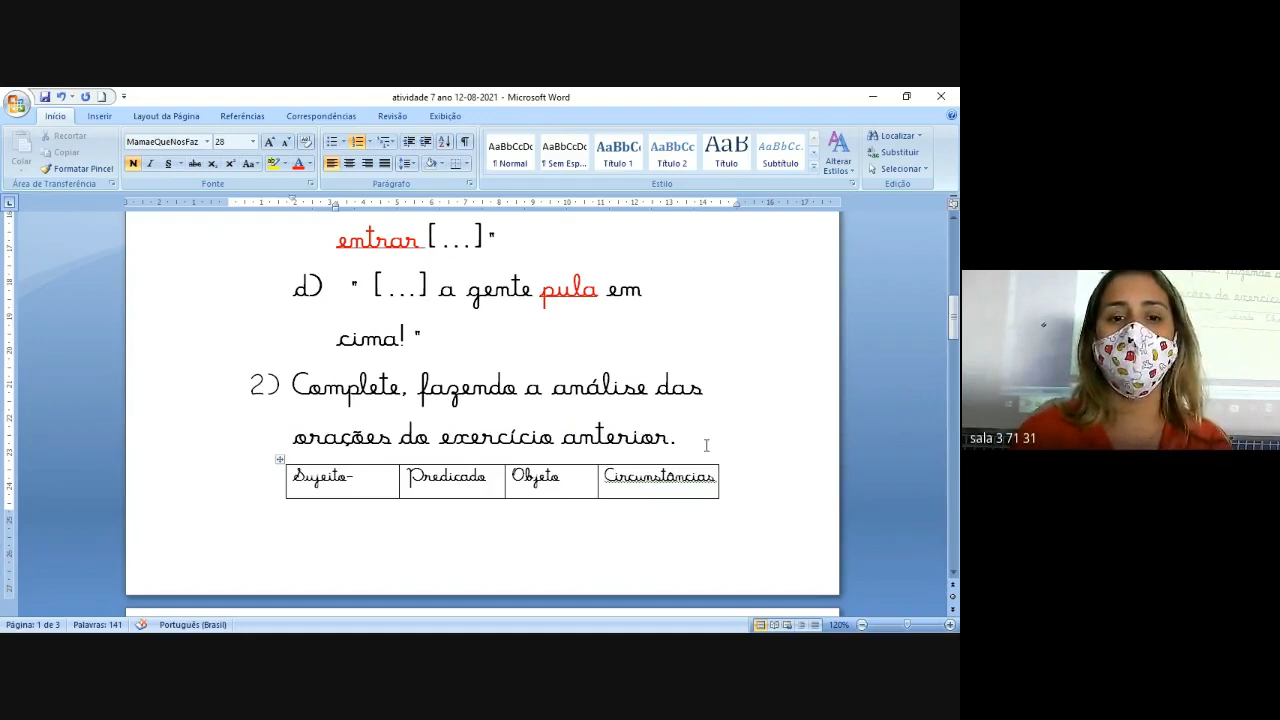 atividade 7 ano 12-08-2021 - Microsoft Word
Início Inserir Layout da Página Referências Correspondências Revisão Exibição
Colar
Recortar
Copiar
Formatar Pincel
Área de Transferência
MamaeQueNosFaz 28
Fonte
Parágrafo
AaBbCcDc AaBbCcDc AaBbCc AaBbCc AaB AaBbCc.
¶ Normal ¶ Sem Esp... Título 1 Título 2 Título Subtítulo
Alterar Estilos
Estilo
Localizar
Substituir
Selecionar
Edição
entrar [...] "
d) " [...] a gente pula em
cima! "
2) Complete, fazendo a análise das
orações do exercício anterior.
Sujeito- Predicado Objeto Circunstâncias
Página: 1 de 3 Palavras: 141 Português (Brasil) 120%
sala 3 71 31